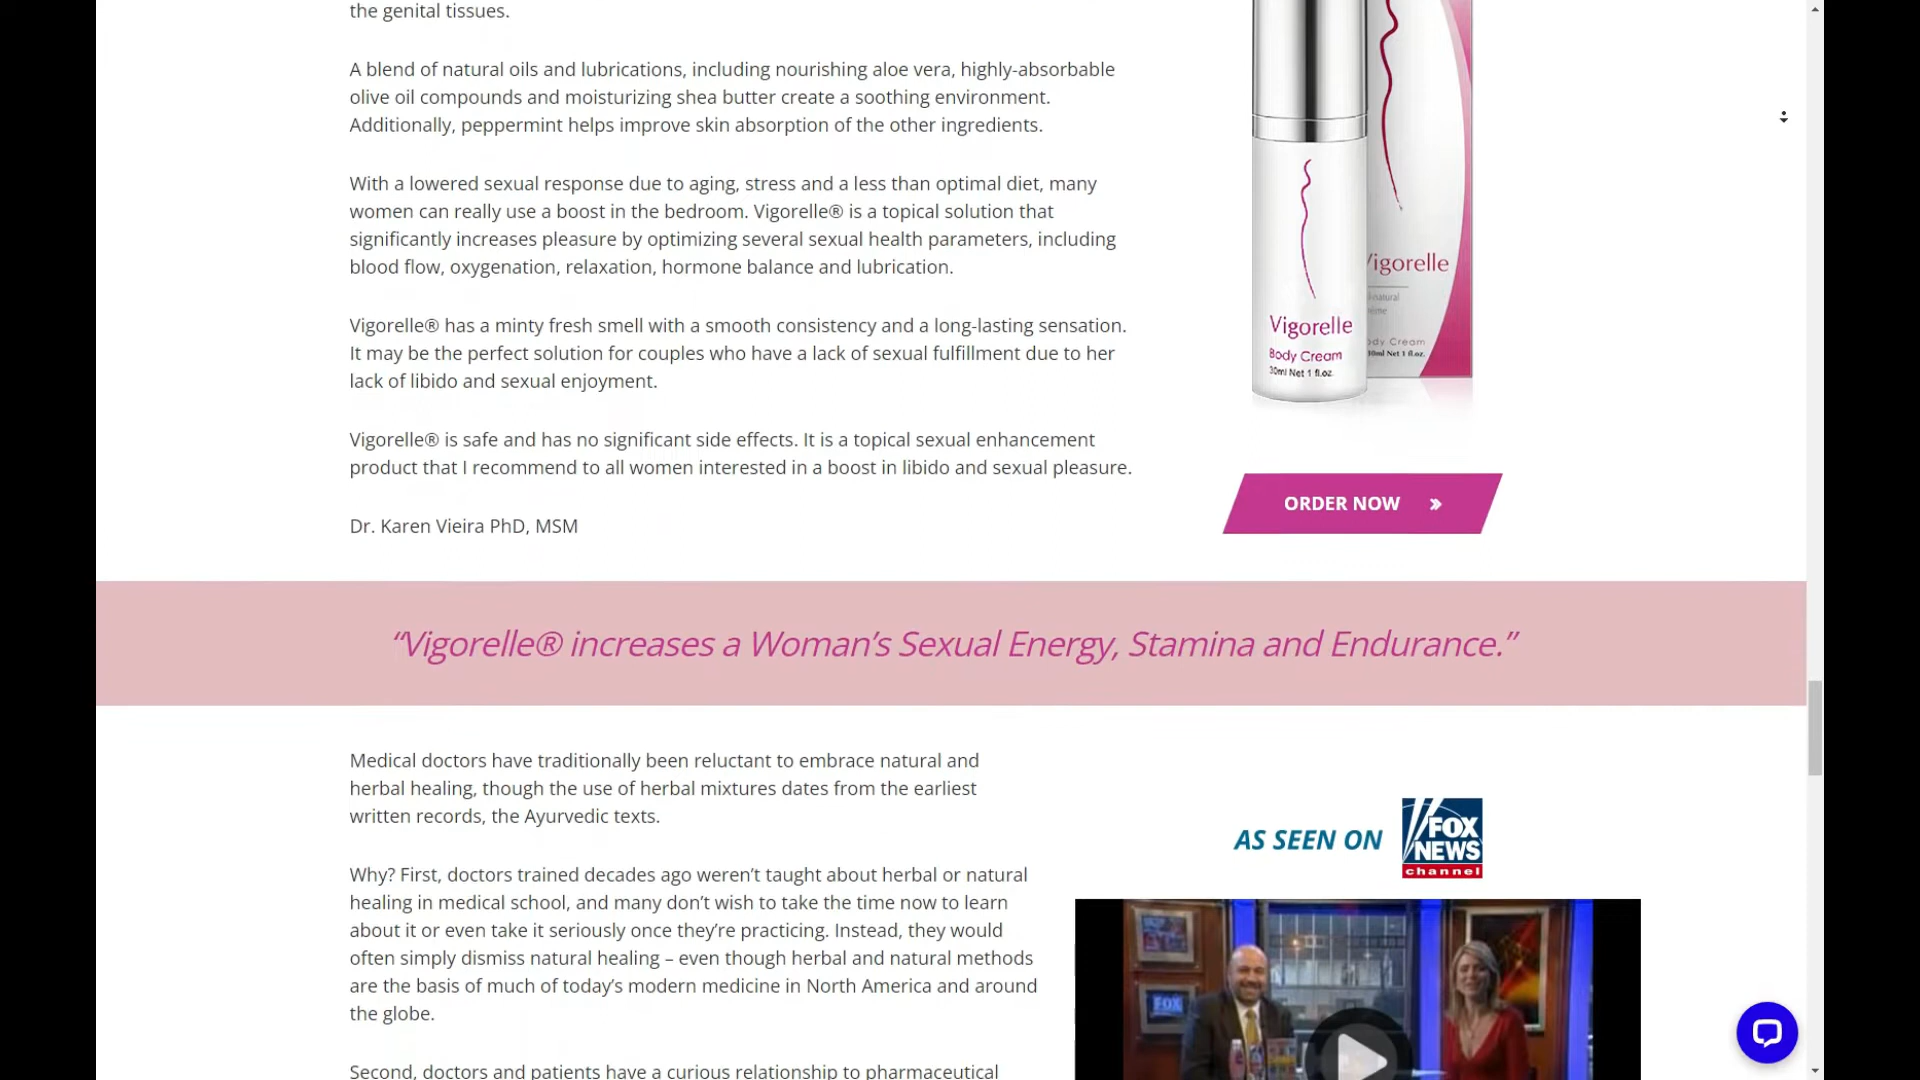 the genital tissues.
A blend of natural oils and lubrications, including nourishing aloe vera, highly-absorbable
olive oil compounds and moisturizing shea butter create a soothing environment.
Additionally, peppermint helps improve skin absorption of the other ingredients.
With a lowered sexual response due to aging, stress and a less than optimal diet, many
women can really use a boost in the bedroom. Vigorelle® is a topical solution that
significantly increases pleasure by optimizing several sexual health parameters, including
blood flow, oxygenation, relaxation, hormone balance and lubrication.
Vigorelle® has a minty fresh smell with a smooth consistency and a long-lasting sensation.
It may be the perfect solution for couples who have a lack of sexual fulfillment due to her
lack of libido and sexual enjoyment.
Vigorelle® is safe and has no significant side effects. It is a topical sexual enhancement
product that I recommend to all women interested in a boost in libido and sexual pleasure.
Dr. Karen Vieira PhD, MSM
Vigorelle
Body Cream
30ml Net 1 fl.oz.
Vigorelle
Cream
30ml Net 1 fl.oz.
ORDER NOW »
“Vigorelle® increases a Woman’s Sexual Energy, Stamina and Endurance.”
Medical doctors have traditionally been reluctant to embrace natural and
herbal healing, though the use of herbal mixtures dates from the earliest
written records, the Ayurvedic texts.
Why? First, doctors trained decades ago weren’t taught about herbal or natural
healing in medical school, and many don’t wish to take the time now to learn
about it or even take it seriously once they’re practicing. Instead, they would
often simply dismiss natural healing – even though herbal and natural methods
are the basis of much of today’s modern medicine in North America and around
the globe.
Second, doctors and patients have a curious relationship to pharmaceutical
AS SEEN ON
FOX
NEWS
channel
FOX